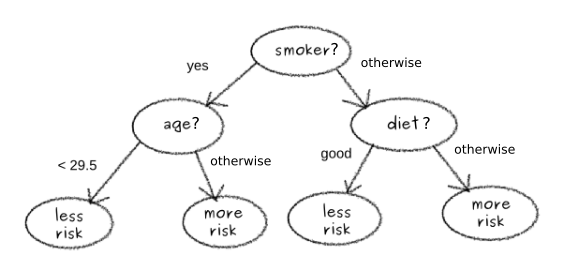 smoker?
yes
otherwise
age?
diet?
< 29.5
otherwise
good
otherwise
less
risk
more
risk
less
risk
more
risk